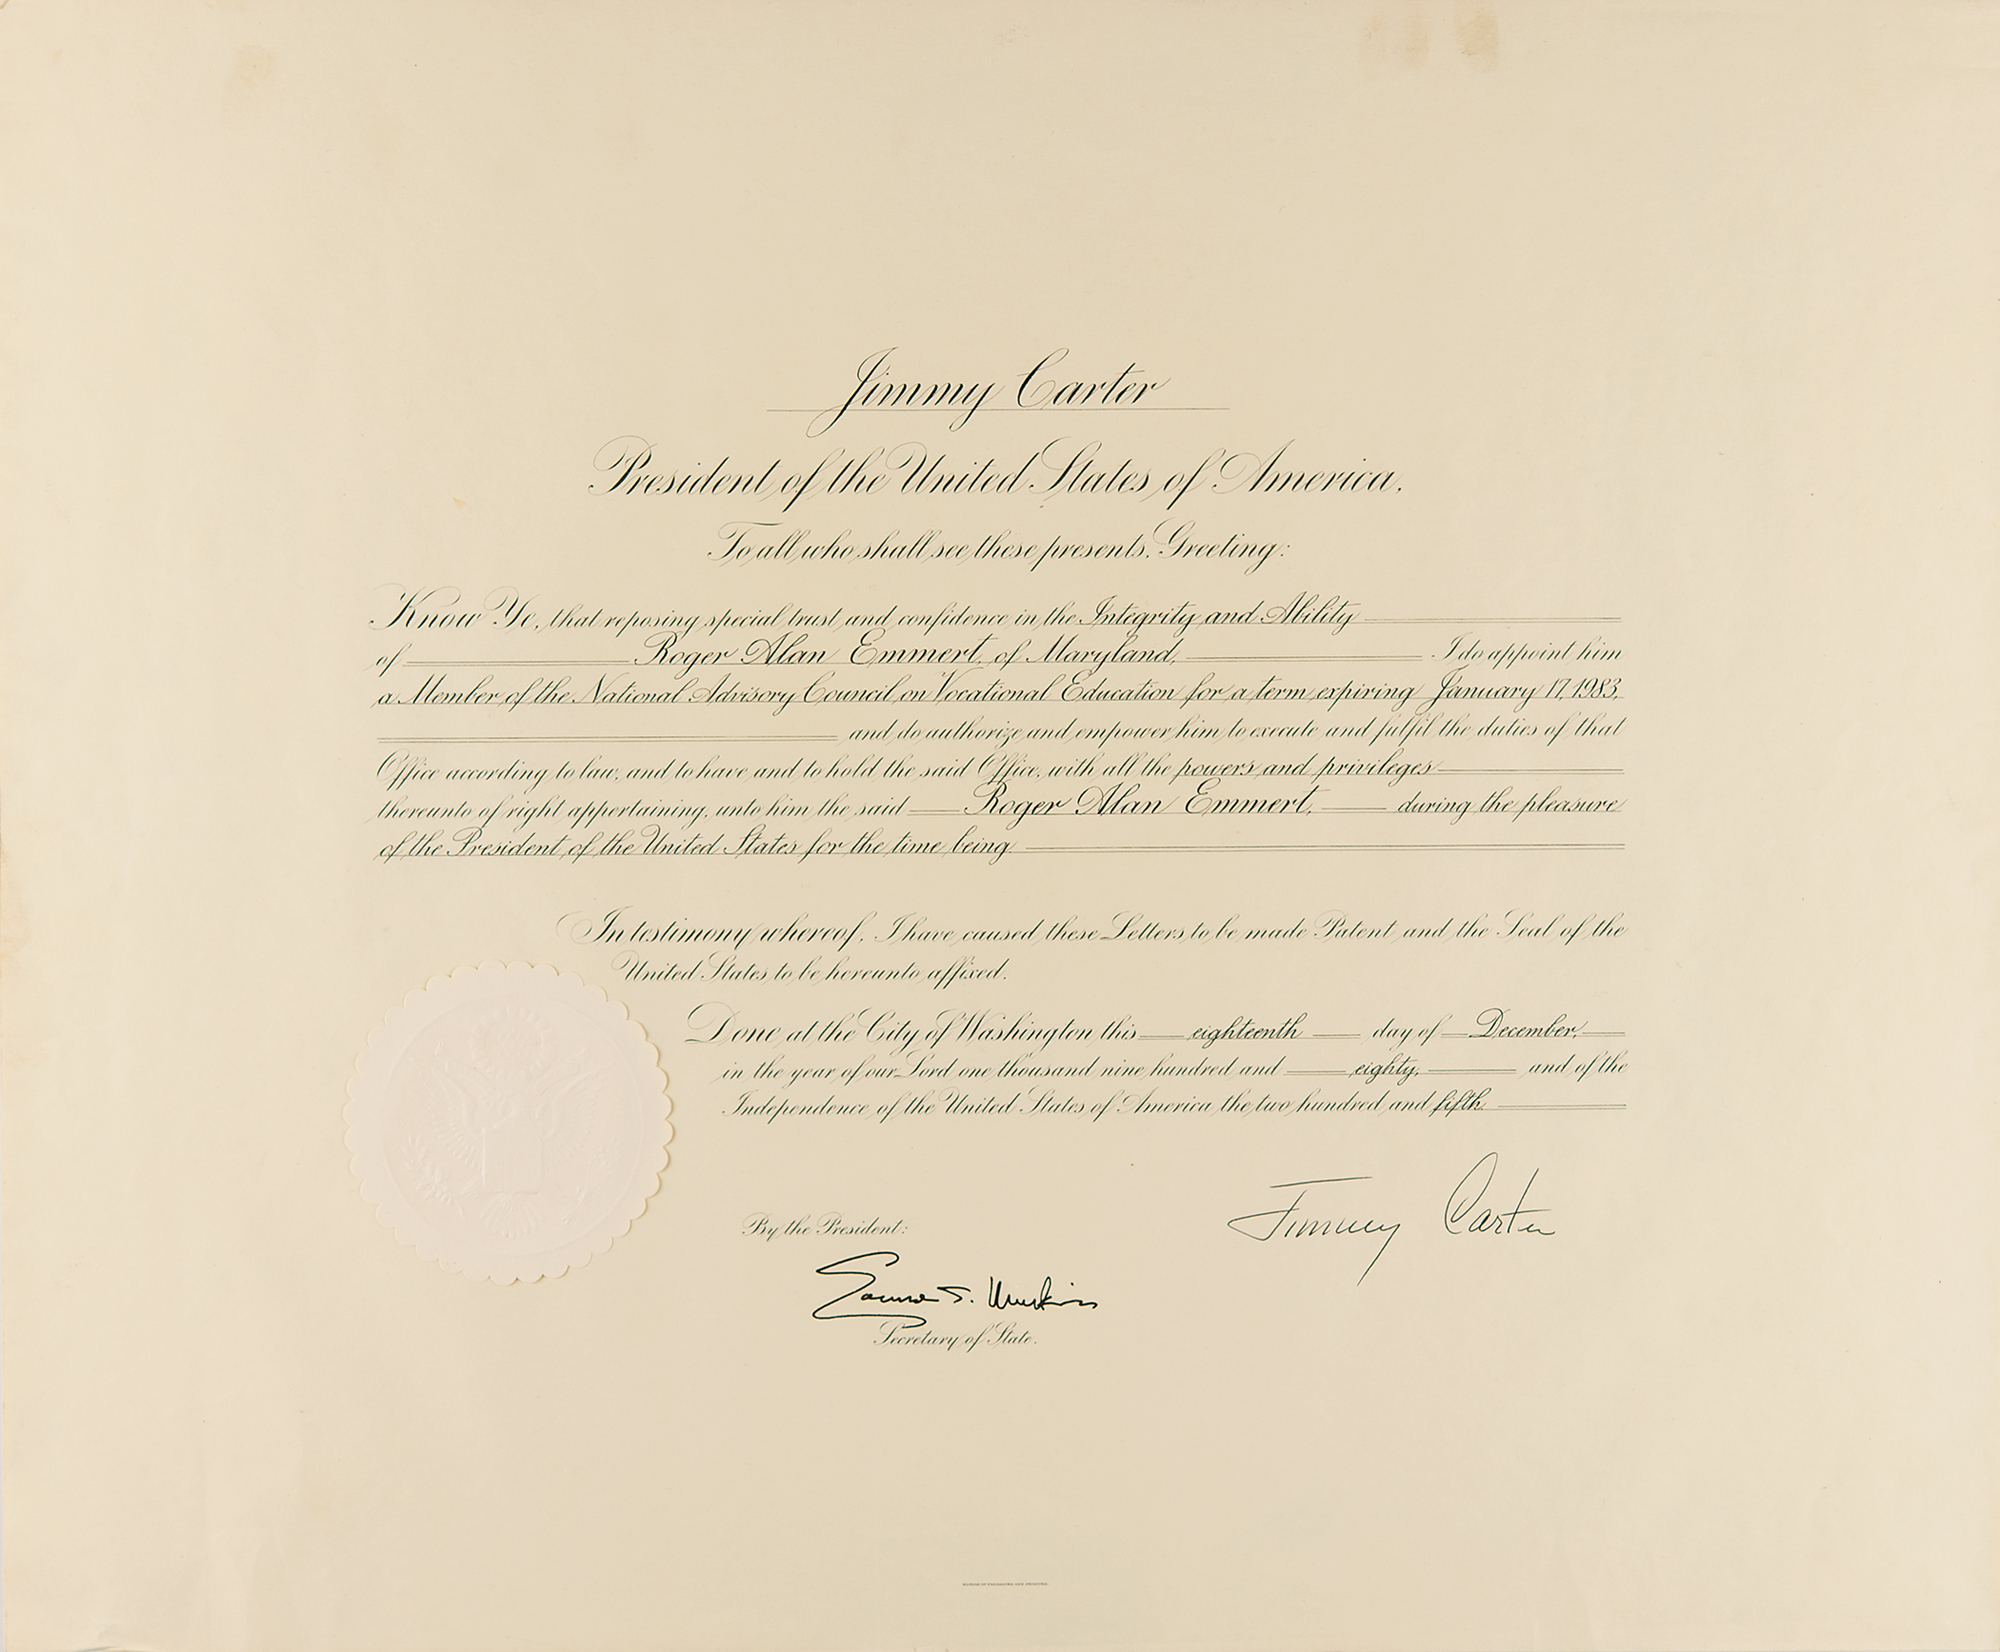 Jimmy Carter
President of the United States of America.
To all who shall see these presents, Greeting:
Know Ye, that reposing special trust and confidence in the Integrity and Ability
of Roger Alan Emmert, of Maryland, I do appoint him
a Member of the National Advisory Council on Vocational Education for a term expiring January 17, 1983,
and do authorize and empower him to execute and fulfil the duties of that
Office according to law, and to have and to hold the said Office, with all the powers and privileges
thereunto of right appertaining, unto him the said Roger Alan Emmert, during the pleasure
of the President of the United States for the time being.
In testimony whereof, I have caused these Letters to be made Patent and the Seal of the
United States to be hereunto affixed.
Done at the City of Washington this eighteenth day of December,
in the year of our Lord one thousand nine hundred and eighty, and of the
Independence of the United States of America the two hundred and fifth.
Jimmy Carter
By the President:
Edmund S. Muskie
Secretary of State.
BUREAU OF ENGRAVING AND PRINTING